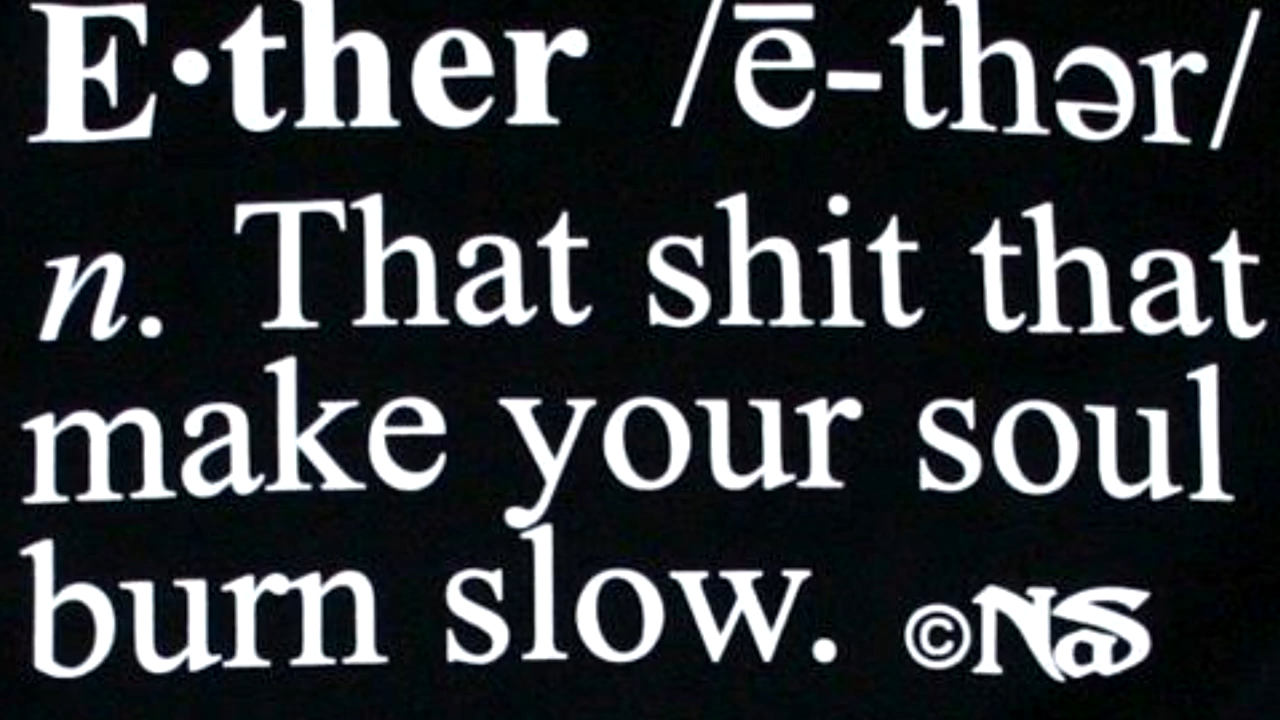 E·ther /ē-thər/
n. That shit that
make your soul
burn slow. ©NaS